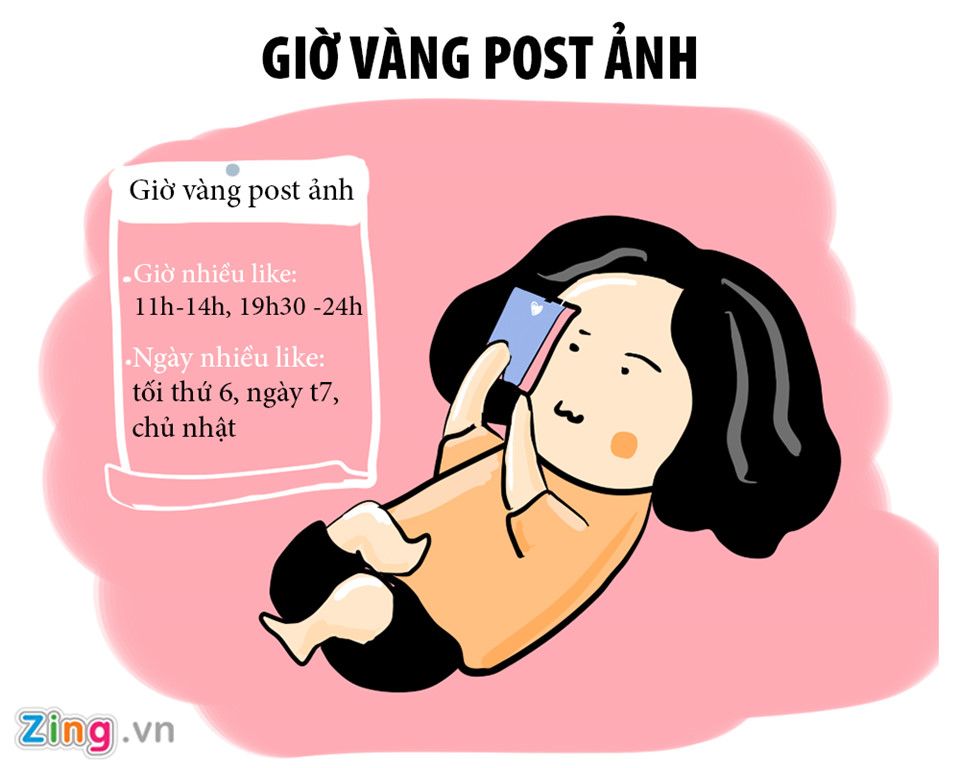 GIỜ VÀNG POST ẢNH
Giờ vàng post ảnh
Giờ nhiều like:
11h-14h, 19h30 -24h
Ngày nhiều like:
tối thứ 6, ngày t7,
chủ nhật
Zing.vn